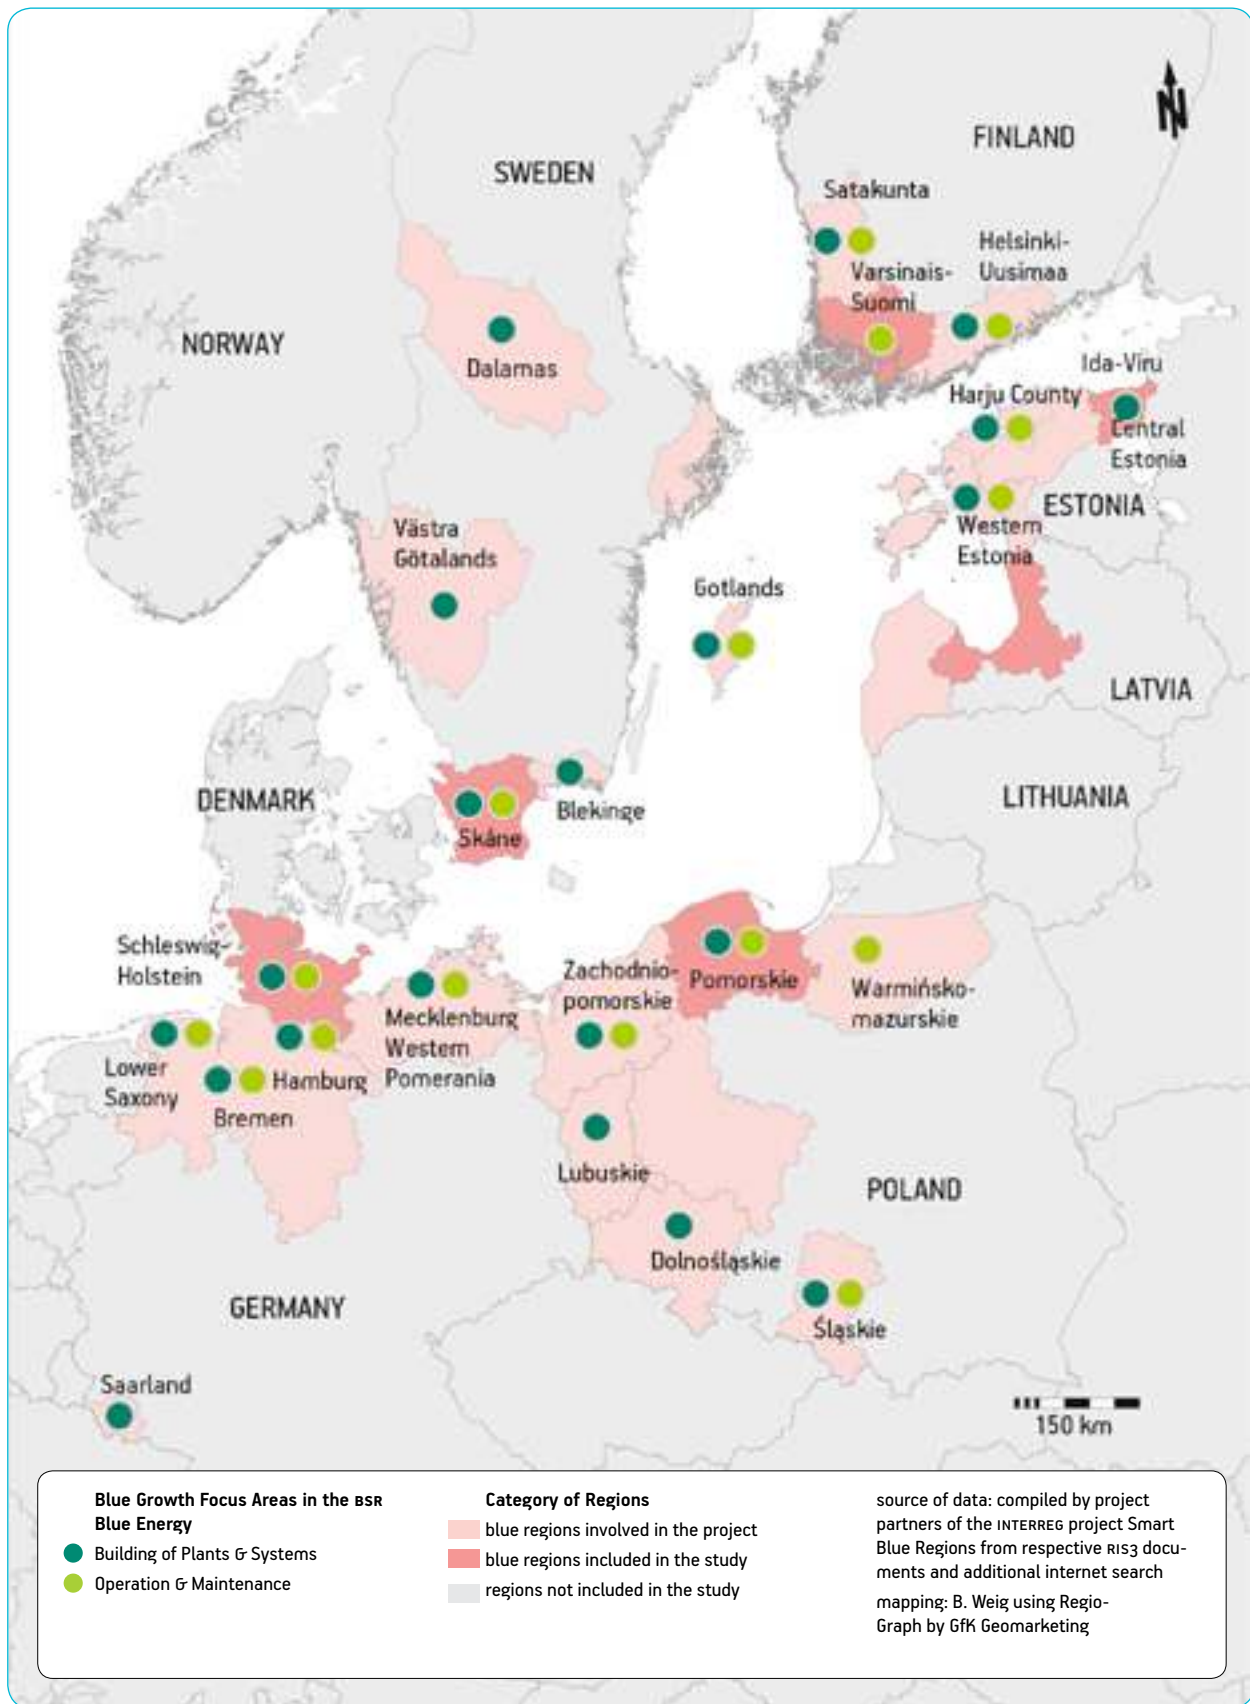 FINLAND
SWEDEN
Satakunta
Helsinki-
Uusimaa
Varsinais-
Suomi
NORWAY
Dalarnas
Ida-Viru
Harju County
Central
Estonia
ESTONIA
Western
Estonia
Västra
Götalands
Gotlands
LATVIA
DENMARK
LITHUANIA
Blekinge
Skåne
Schleswig-
Holstein
Zachodnio-
pomorskie
Pomorskie
Warmińsko-
mazurskie
Mecklenburg
Western
Pomerania
Lower
Saxony
Hamburg
Bremen
Lubuskie
POLAND
Dolnośląskie
GERMANY
Śląskie
Saarland
150 km
N
Blue Growth Focus Areas in the BSR
Blue Energy
Building of Plants & Systems
Operation & Maintenance
Category of Regions
blue regions involved in the project
blue regions included in the study
regions not included in the study
source of data: compiled by project
partners of the INTERREG project Smart
Blue Regions from respective RIS3 docu-
ments and additional internet search
mapping: B. Weig using Regio-
Graph by GfK Geomarketing